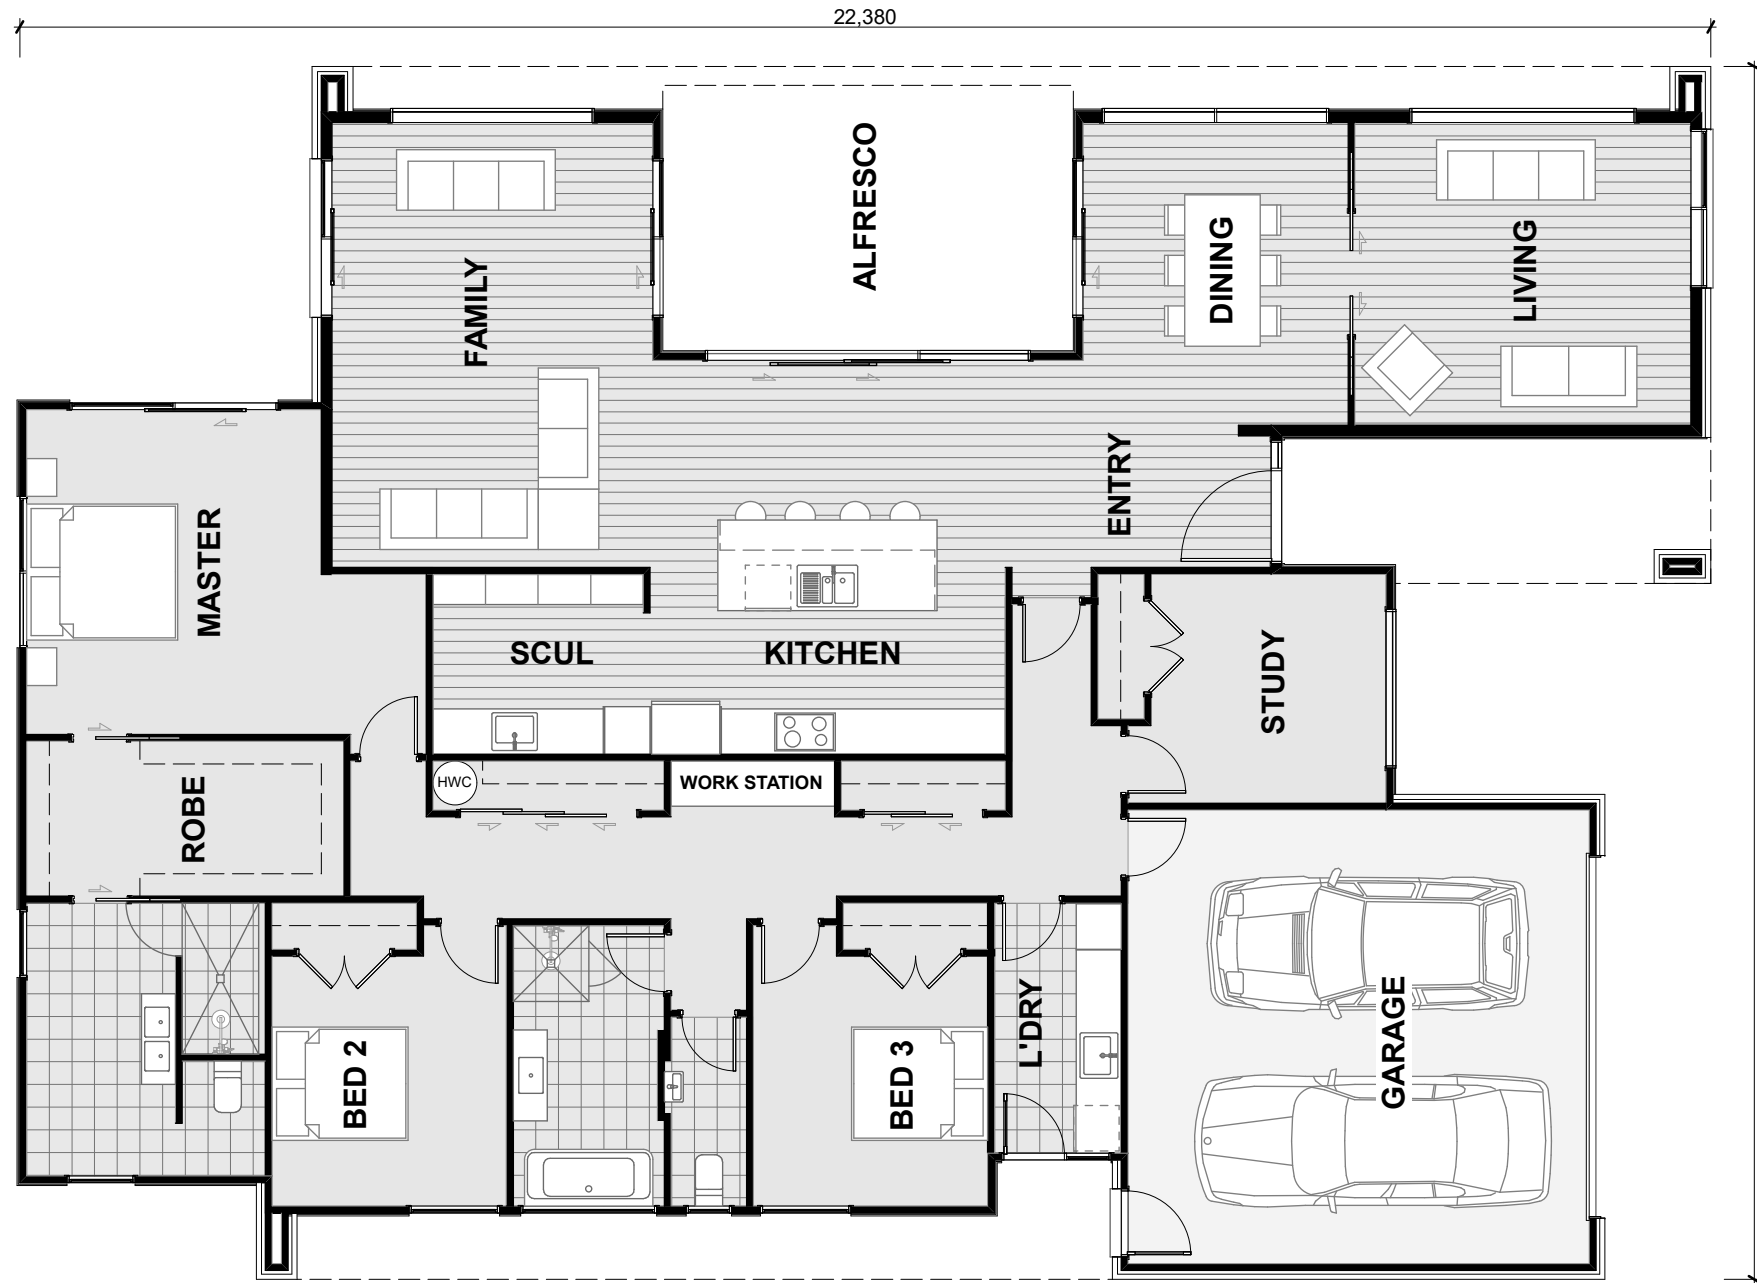 22,380
ALFRESCO
FAMILY
DINING
LIVING
ENTRY
MASTER
SCUL
KITCHEN
STUDY
HWC
WORK STATION
ROBE
BED 2
BED 3
L'DRY
GARAGE